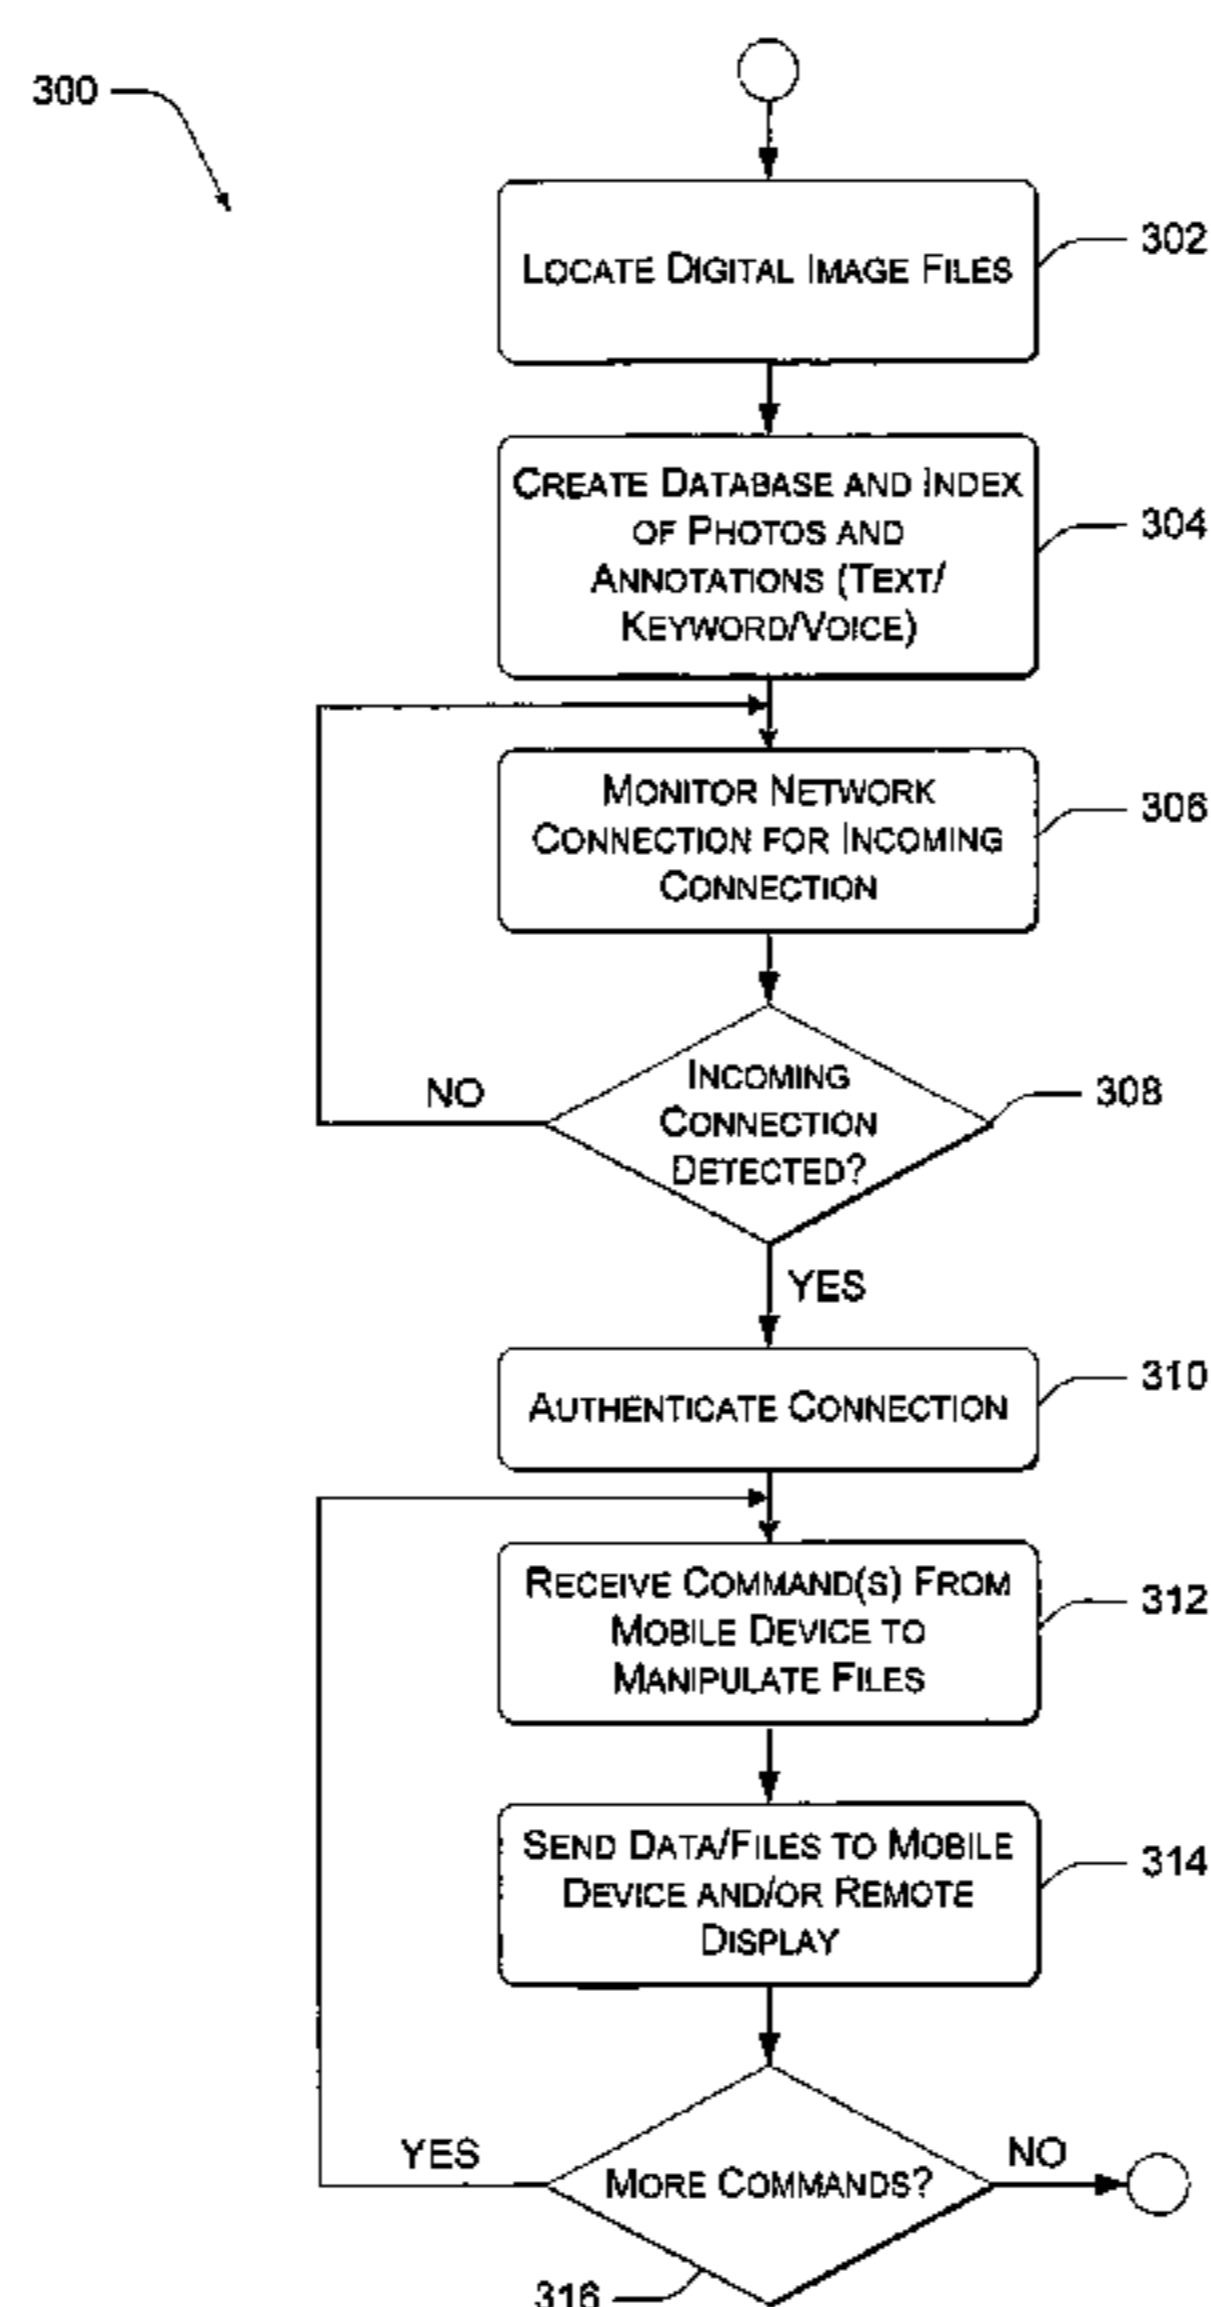 300
LOCATE DIGITAL IMAGE FILES
302
CREATE DATABASE AND INDEX
OF PHOTOS AND
ANNOTATIONS (TEXT/
KEYWORD/VOICE)
304
MONITOR NETWORK
CONNECTION FOR INCOMING
CONNECTION
306
INCOMING
CONNECTION
DETECTED?
308
NO
YES
AUTHENTICATE CONNECTION
310
RECEIVE COMMAND(S) FROM
MOBILE DEVICE TO
MANIPULATE FILES
312
SEND DATA/FILES TO MOBILE
DEVICE AND/OR REMOTE
DISPLAY
314
YES
MORE COMMANDS?
NO
316